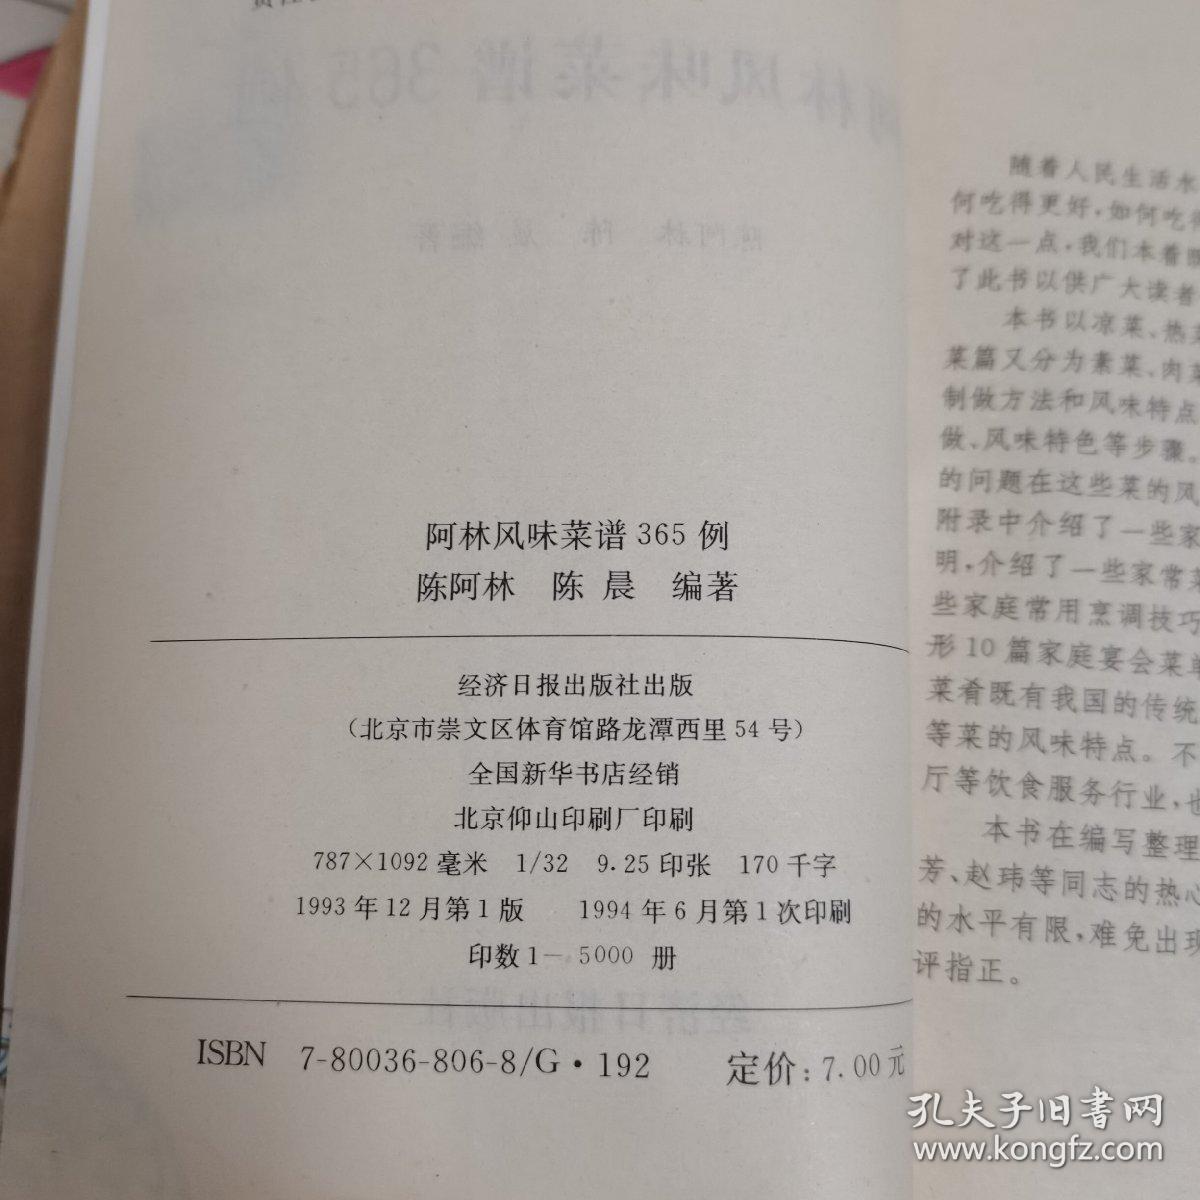 阿林风味菜谱365例
陈阿林 陈晨 编著
经济日报出版社出版
(北京市崇文区体育馆路龙潭西里54号)
全国新华书店经销
北京仰山印刷厂印刷
787×1092毫米 1/32 9.25印张 170千字
1993年12月第1版 1994年6月第1次印刷
印数1—5000册
ISBN 7-80036-806-8/G·192 定价:7.00元
随着人民生活水
何吃得更好,如何吃
对这一点,我们本着
了此书以供广大读者
本书以凉菜、热
菜篇又分为素菜、肉
制做方法和风味特点
做、风味特色等步骤。
的问题在这些菜的风
附录中介绍了一些家
明,介绍了一些家常
些家庭常用烹调技巧
形10篇家庭宴会菜单
菜肴既有我国的传统
等菜的风味特点。不
厅等饮食服务行业,也
本书在编写整理
芳、赵玮等同志的热心
的水平有限,难免出现
评指正。
孔夫子旧书网
www.kongfz.com